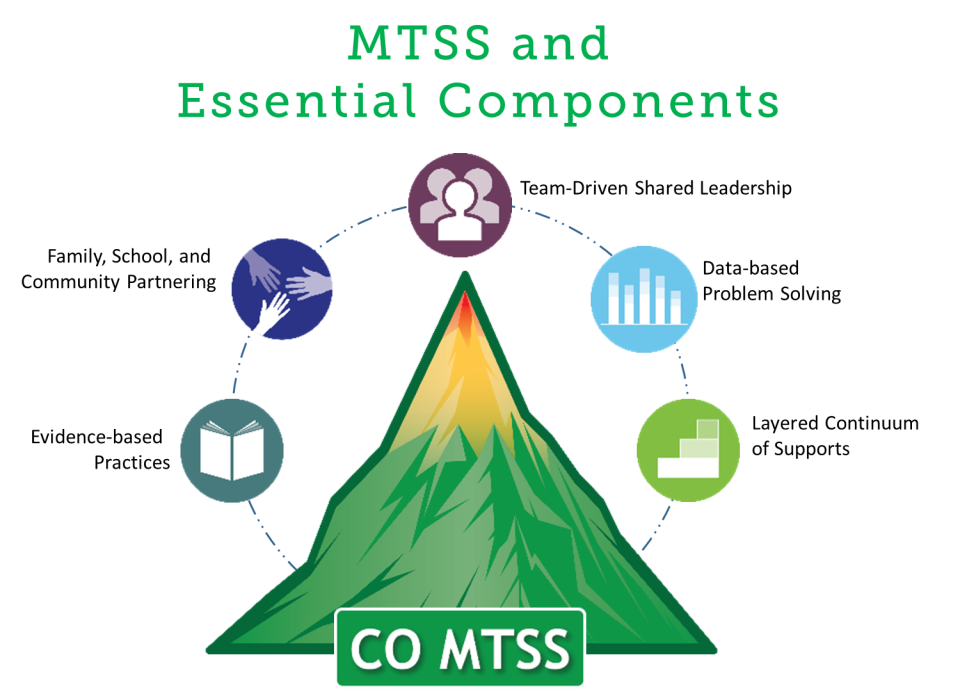 MTSS and
Essential Components
Team-Driven Shared Leadership
Family, School, and
Community Partnering
Data-based
Problem Solving
Evidence-based
Practices
Layered Continuum
of Supports
CO MTSS